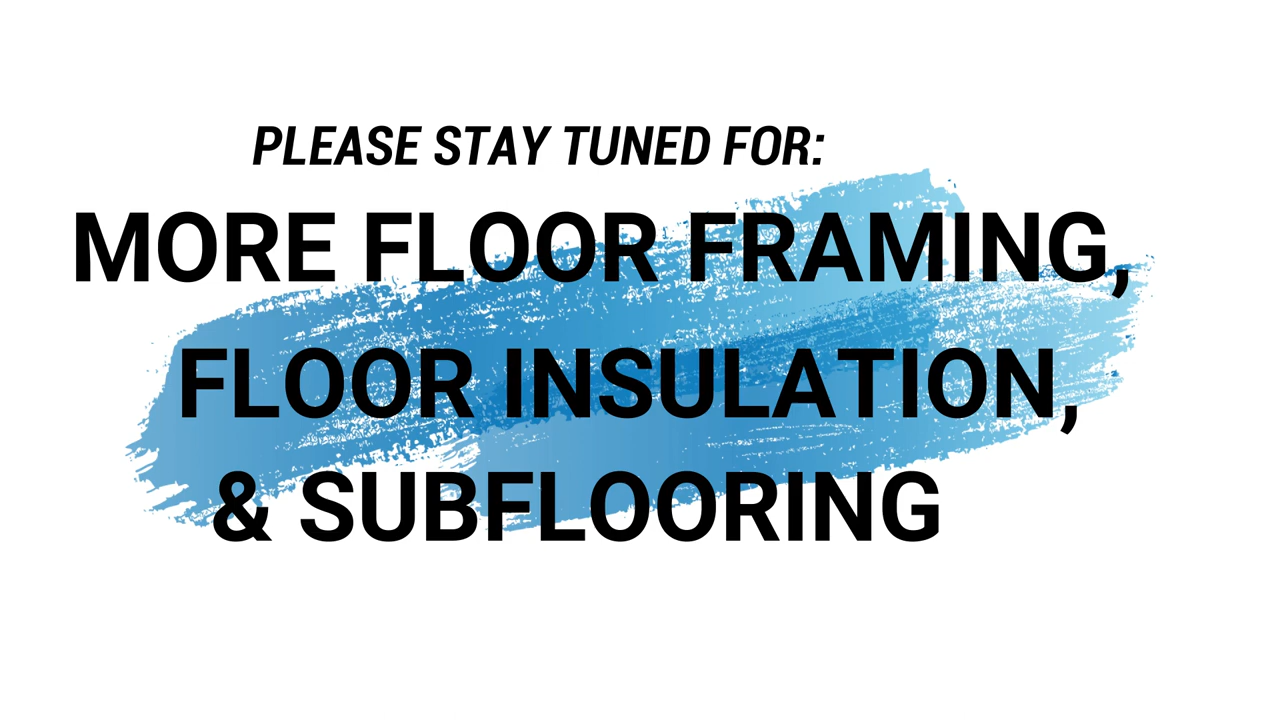 PLEASE STAY TUNED FOR:
MORE FLOOR FRAMING,
FLOOR INSULATION,
& SUBFLOORING